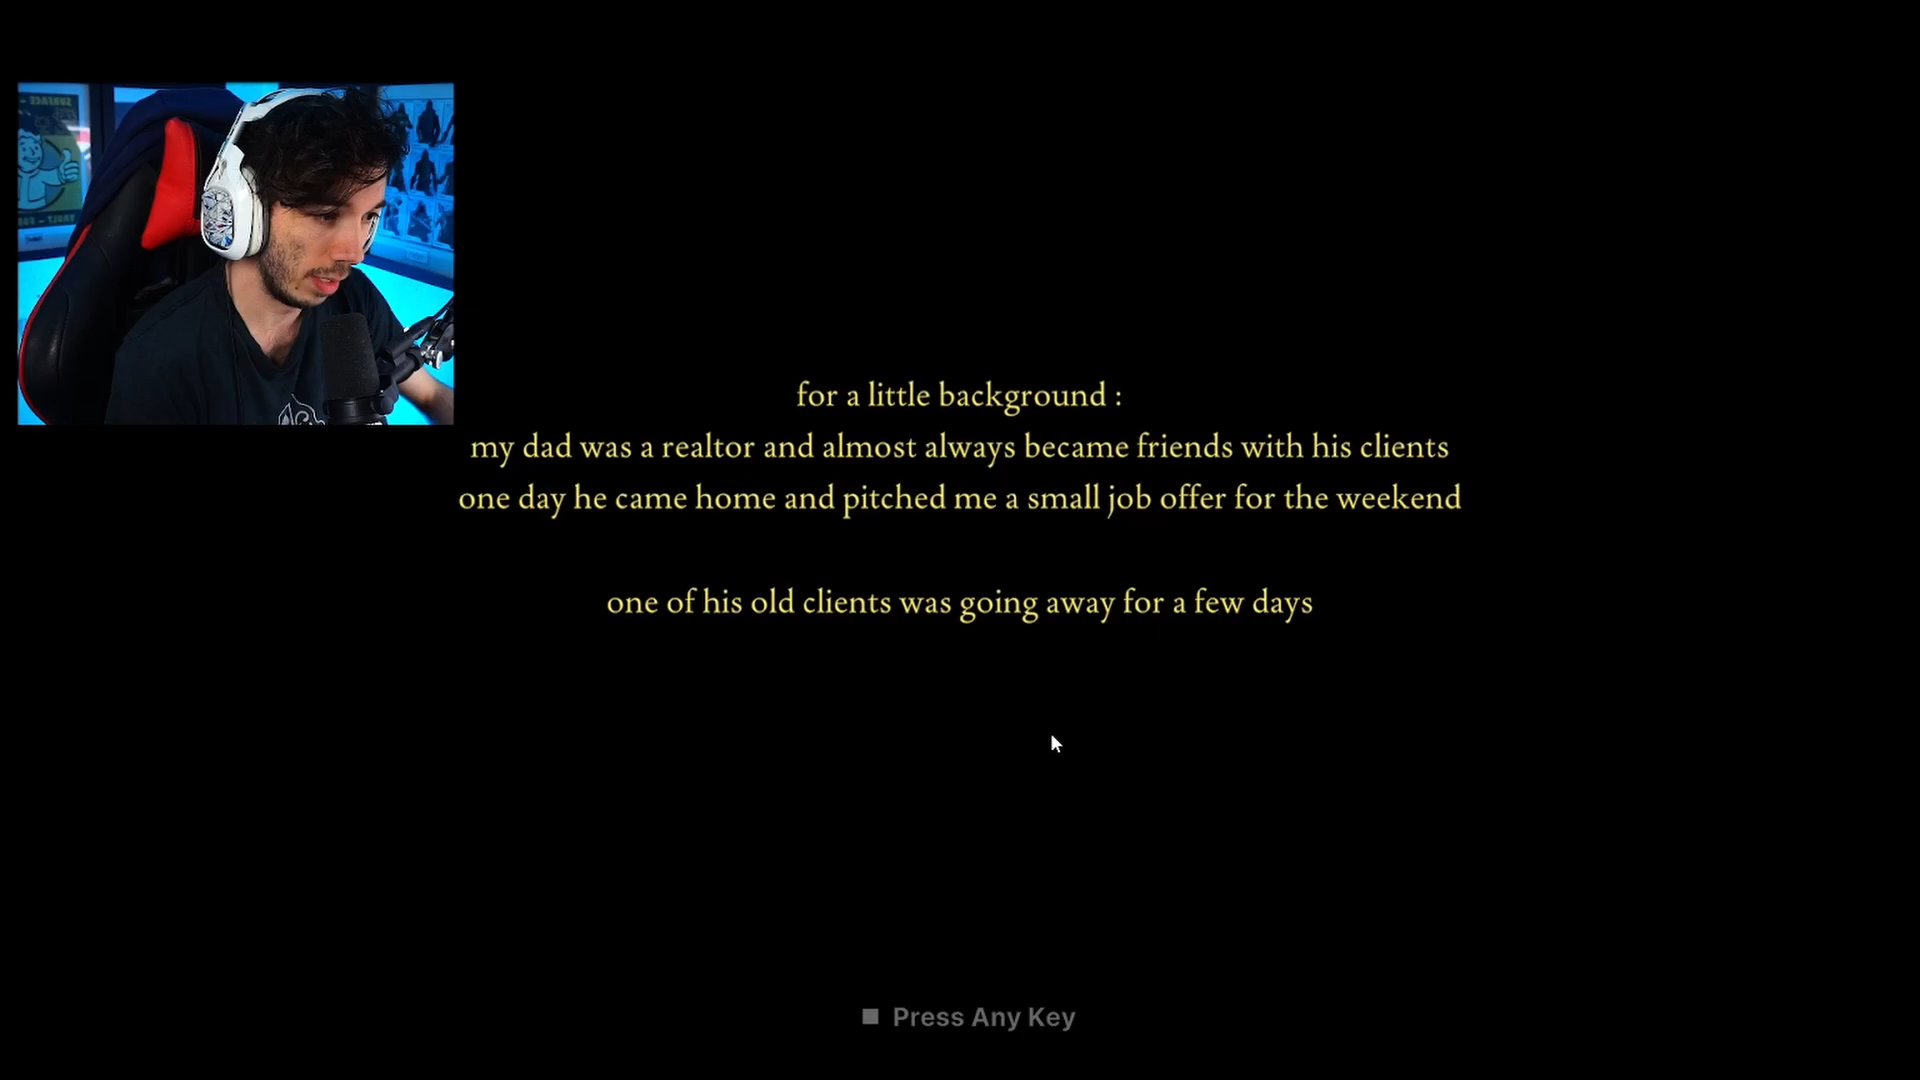 for a little background :
my dad was a realtor and almost always became friends with his clients
one day he came home and pitched me a small job offer for the weekend
one of his old clients was going away for a few days
Press Any Key